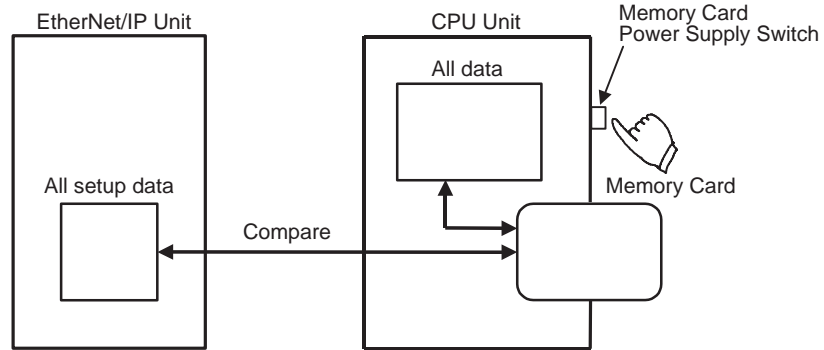 EtherNet/IP Unit
CPU Unit
Memory Card
Power Supply Switch
All data
All setup data
Memory Card
Compare